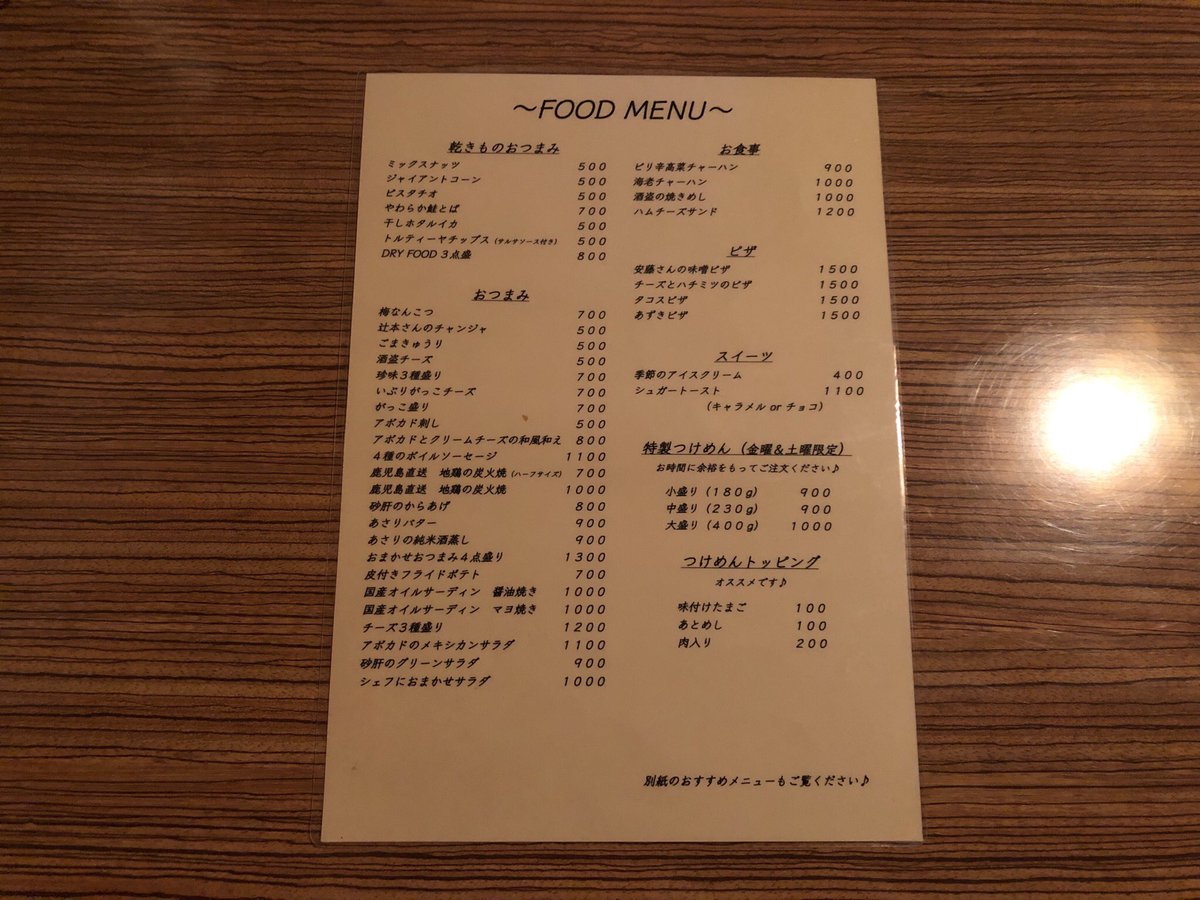 ～FOOD MENU～
乾きものおつまみ
ミックスナッツ 500
ジャイアントコーン 500
ピスタチオ 500
やわらか鮭とば 700
干しホタルイカ 500
トルティーヤチップス(サルサソース付き) 500
DRY FOOD 3点盛 800
おつまみ
梅なんこつ 700
辻本さんのチャンジャ 500
ごまきゅうり 500
酒盗チーズ 500
珍味3種盛り 700
いぶりがっこチーズ 700
がっこ盛り 700
アボカド刺し 500
アボカドとクリームチーズの和風和え 800
4種のボイルソーセージ 1100
鹿児島直送 地鶏の炭火焼(ハーフサイズ) 700
鹿児島直送 地鶏の炭火焼 1000
砂肝のからあげ 800
あさりバター 900
あさりの純米酒蒸し 900
おまかせおつまみ4点盛り 1300
皮付きフライドポテト 700
国産オイルサーディン 醤油焼き 1000
国産オイルサーディン マヨ焼き 1000
チーズ3種盛り 1200
アボカドのメキシカンサラダ 1100
砂肝のグリーンサラダ 900
シェフにおまかせサラダ 1000
お食事
ピリ辛高菜チャーハン 900
海老チャーハン 1000
酒盗の焼きめし 1000
ハムチーズサンド 1200
ピザ
安藤さんの味噌ピザ 1500
チーズとハチミツのピザ 1500
タコスピザ 1500
あずきピザ 1500
スイーツ
季節のアイスクリーム 400
シュガートースト 1100
（キャラメル or チョコ）
特製つけめん（金曜＆土曜限定）
お時間に余裕をもってご注文ください♪
小盛り（180g） 900
中盛り（230g） 900
大盛り（400g） 1000
つけめんトッピング
オススメです♪
味付けたまご 100
あとめし 100
肉入り 200
別紙のおすすめメニューもご覧ください♪